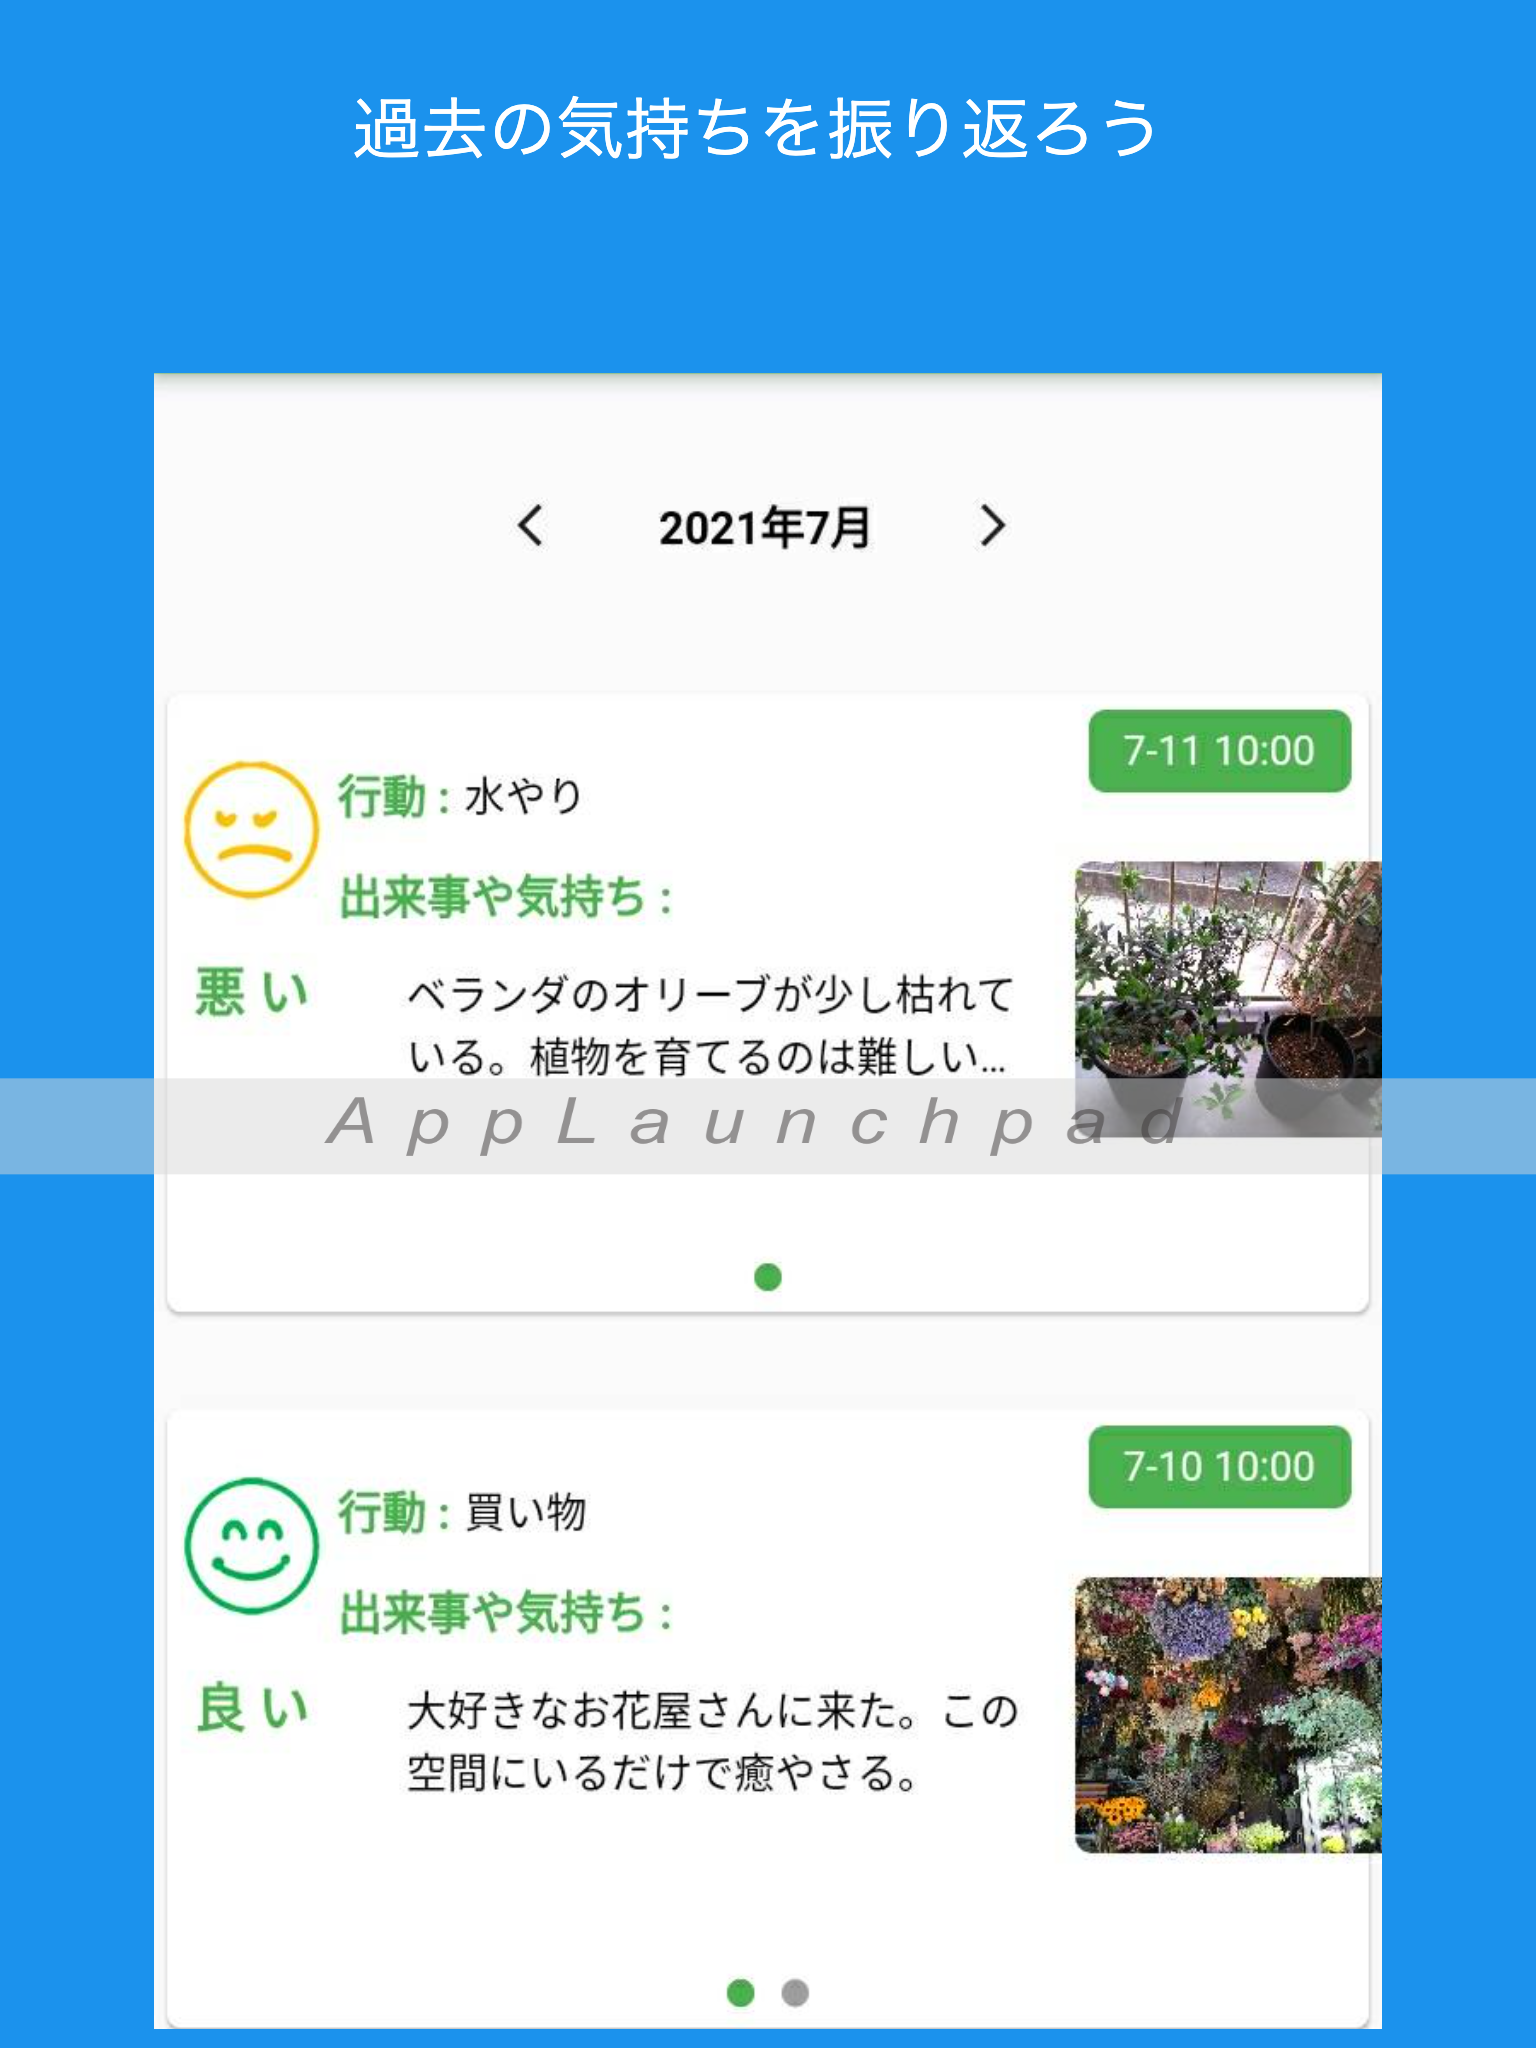 過去の気持ちを振り返ろう
2021年7月
7-11 10:00
行動 : 水やり
出来事や気持ち :
悪い
ベランダのオリーブが少し枯れて
いる。植物を育てるのは難しい...
AppLaunchpad
7-10 10:00
行動 : 買い物
出来事や気持ち :
良い
大好きなお花屋さんに来た。この
空間にいるだけで癒やさる。